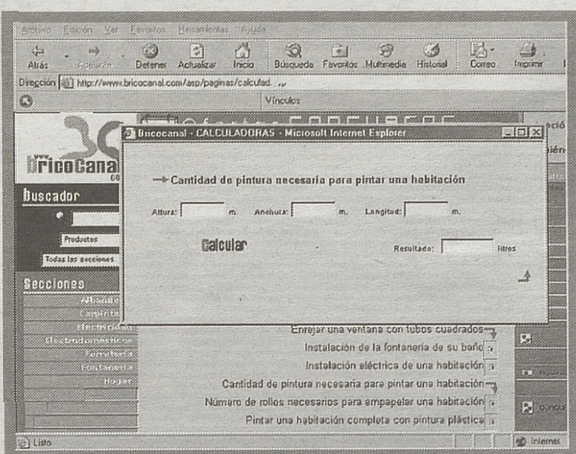 Archivo Edición Ver Favoritos Herramientas Ayuda
Atrás Adelante Detener Actualizar Inicio Búsqueda Favoritos Multimedia Historial Correo Imprimir
Dirección http://www.bricocanal.com/asp/paginas/calculad
Vínculos
Bricocanal - CALCULADORAS - Microsoft Internet Explorer
bricoCana
Cantidad de pintura necesaria para pintar una habitación
Buscador
Altura: m. Anchura: m. Longitud: m.
Productos
Calcular
Resultado: litros
Todas las secciones
Secciones
Carpinte
Electricidad
Electrodomésticos
Ferretería
Fontanería
Hogar
Enrejar una ventana con tubos cuadrados
Instalación de la fontanería de su baño
Instalación eléctrica de una habitación
Cantidad de pintura necesaria para pintar una habitación
Número de rollos necesarios para empapelar una habitación
Pintar una habitación completa con pintura plástica
Listo
Internet